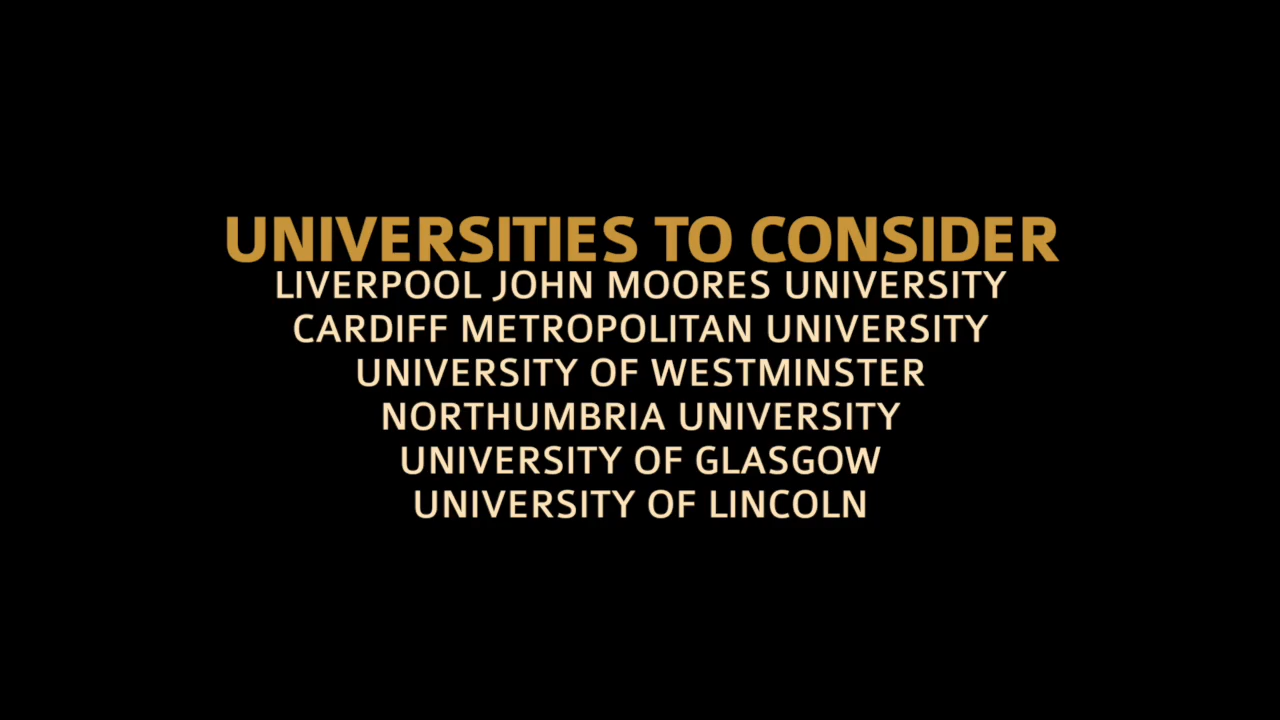 UNIVERSITIES TO CONSIDER
LIVERPOOL JOHN MOORES UNIVERSITY
CARDIFF METROPOLITAN UNIVERSITY
UNIVERSITY OF WESTMINSTER
NORTHUMBRIA UNIVERSITY
UNIVERSITY OF GLASGOW
UNIVERSITY OF LINCOLN